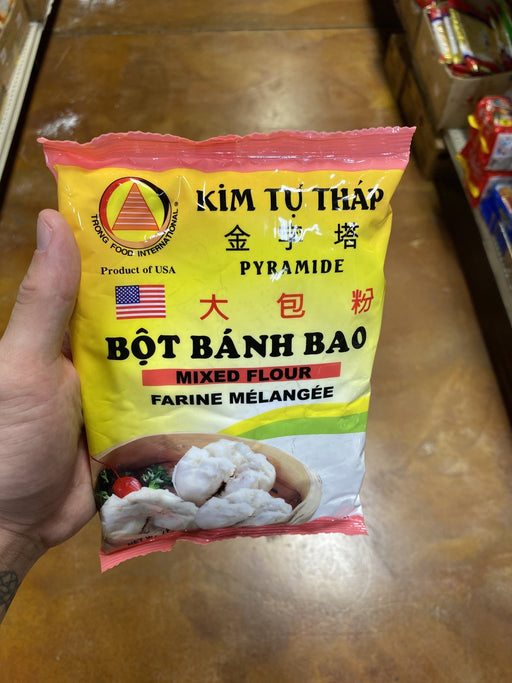 KIM TỰ THÁP
金字塔
PYRAMIDE
TRONG FOOD INTERNATIONAL®
Product of USA
大包粉
BỘT BÁNH BAO
MIXED FLOUR
FARINE MÉLANGÉE